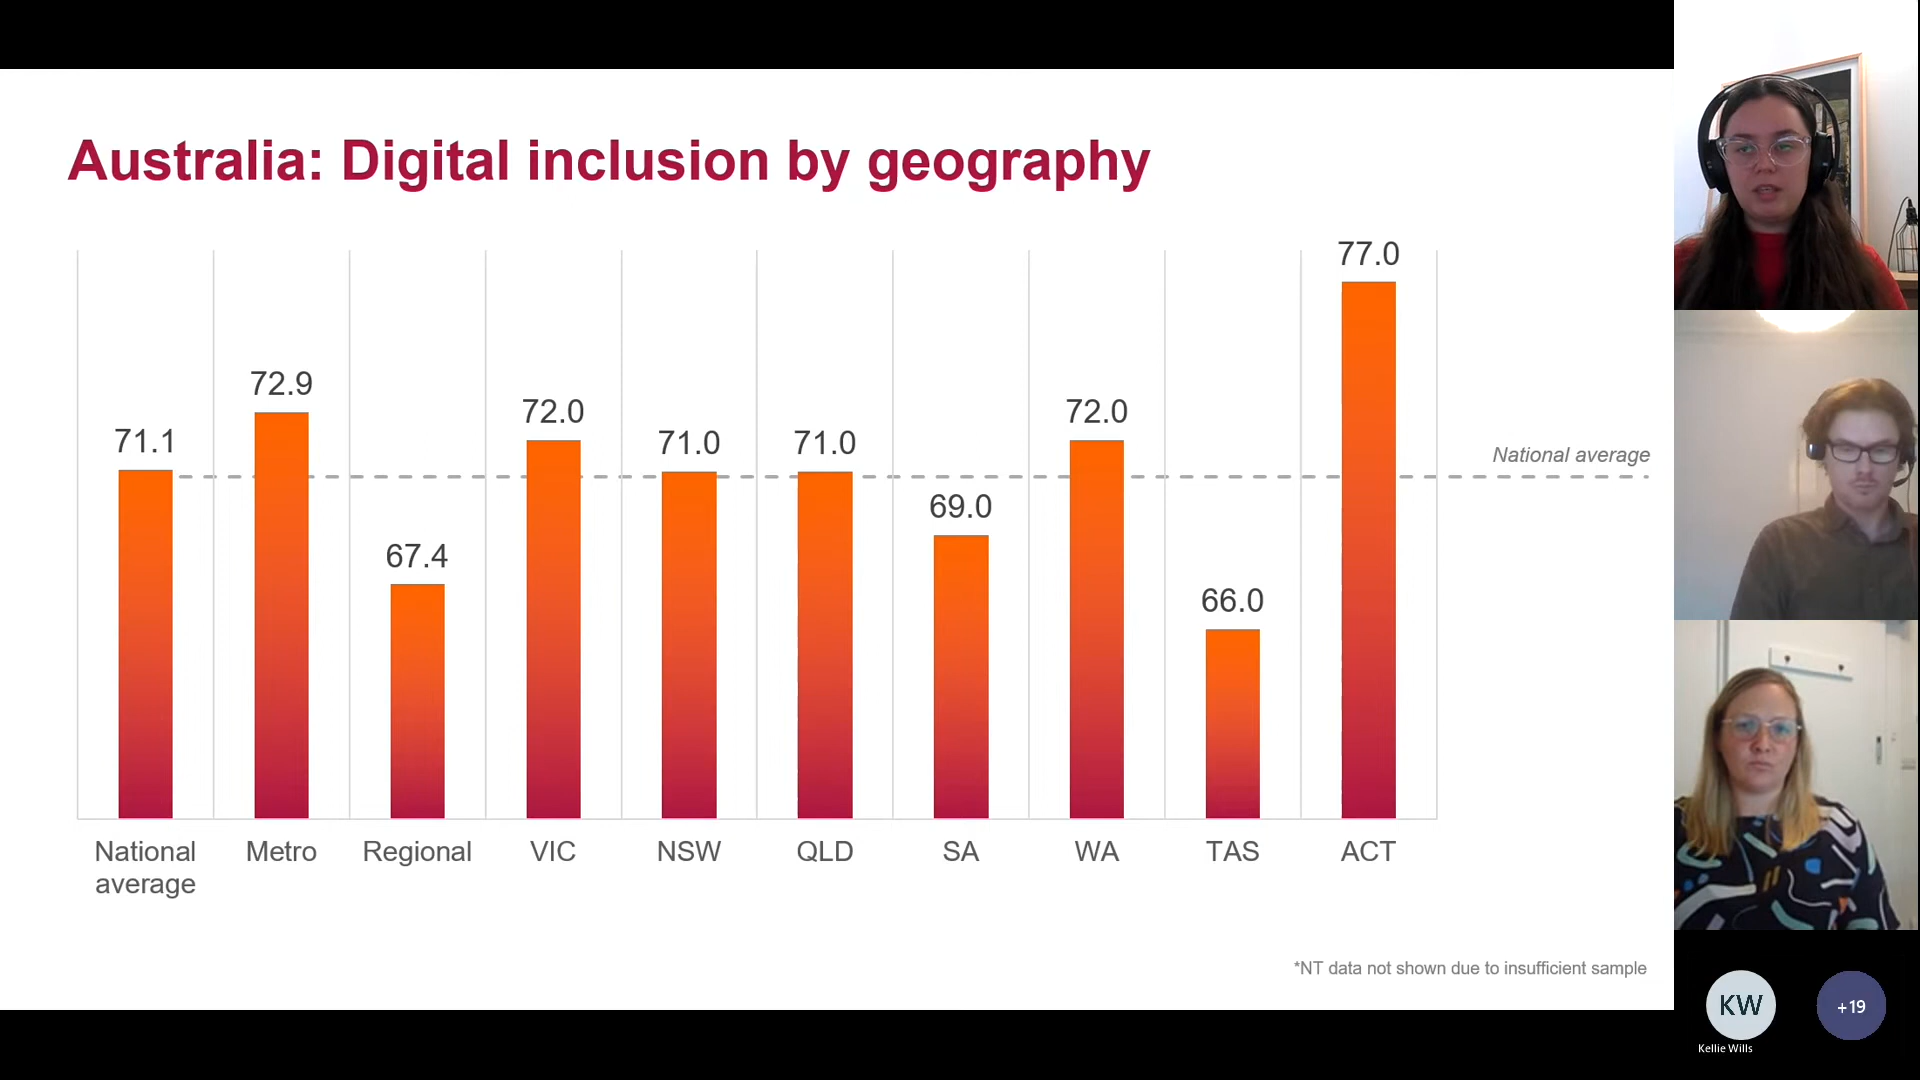 Australia: Digital inclusion by geography
77.0
72.9
72.0
72.0
71.1
71.0
71.0
National average
69.0
67.4
66.0
National
average
Metro
Regional
VIC
NSW
QLD
SA
WA
TAS
ACT
*NT data not shown due to insufficient sample
KW
+19
Kellie Wills